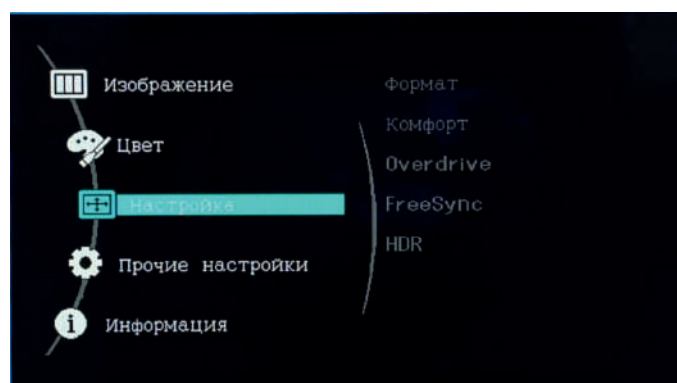 Изображение
Цвет
Настройка
Прочие настройки
Информация
Формат
Комфорт
Overdrive
FreeSync
HDR